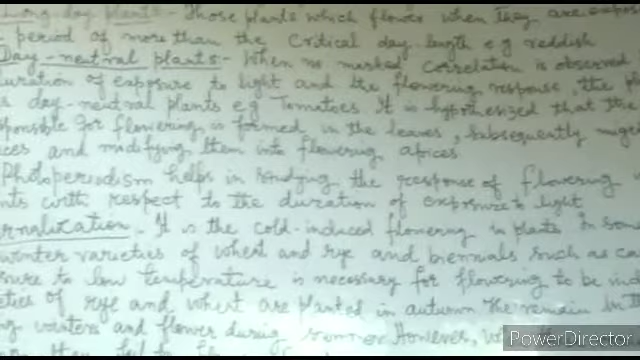 long day plants - Those plants which flower when they are
period of more than the critical day length e.g reddish
Day-neutral plants - When no marked correlation is observed
duration of exposure to light and the flowering response, the
day-neutral plants e.g Tomatoes It is hypothesized that the
for flowering is formed in the leaves, subsequently
and modifying them into flowering apices
Photoperiodism helps in studying the response of flowering
with respect to the duration of exposure to light
It is the cold-induced flowering in plants In some
winter varieties of wheat and rye and biennials such as
to low temperature is necessary for flowering to be
of rye and wheat are planted in autumn The remain in
winters and flower during summer However,
they
PowerDirector